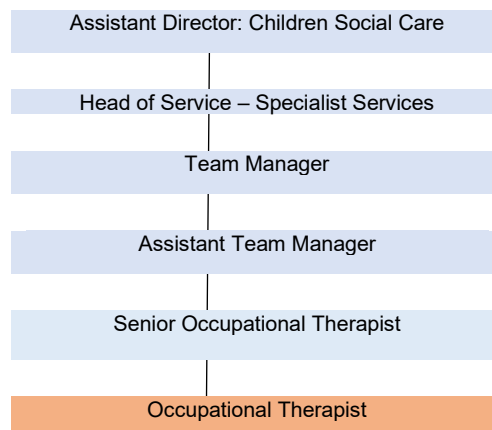 Assistant Director: Children Social Care
Head of Service – Specialist Services
Team Manager
Assistant Team Manager
Senior Occupational Therapist
Occupational Therapist